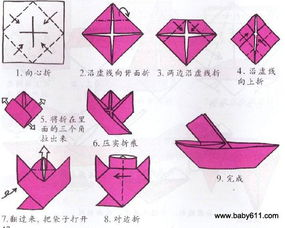 1. 向心折
2. 沿虚线向背面折
3. 两边沿虚线折
4. 沿虚线
向上折
5. 将折在里
面的三个角
拉出来
6. 压实折痕
7. 翻过来, 把袋子打开
8. 对边折
9. 完成
www.baby611.com